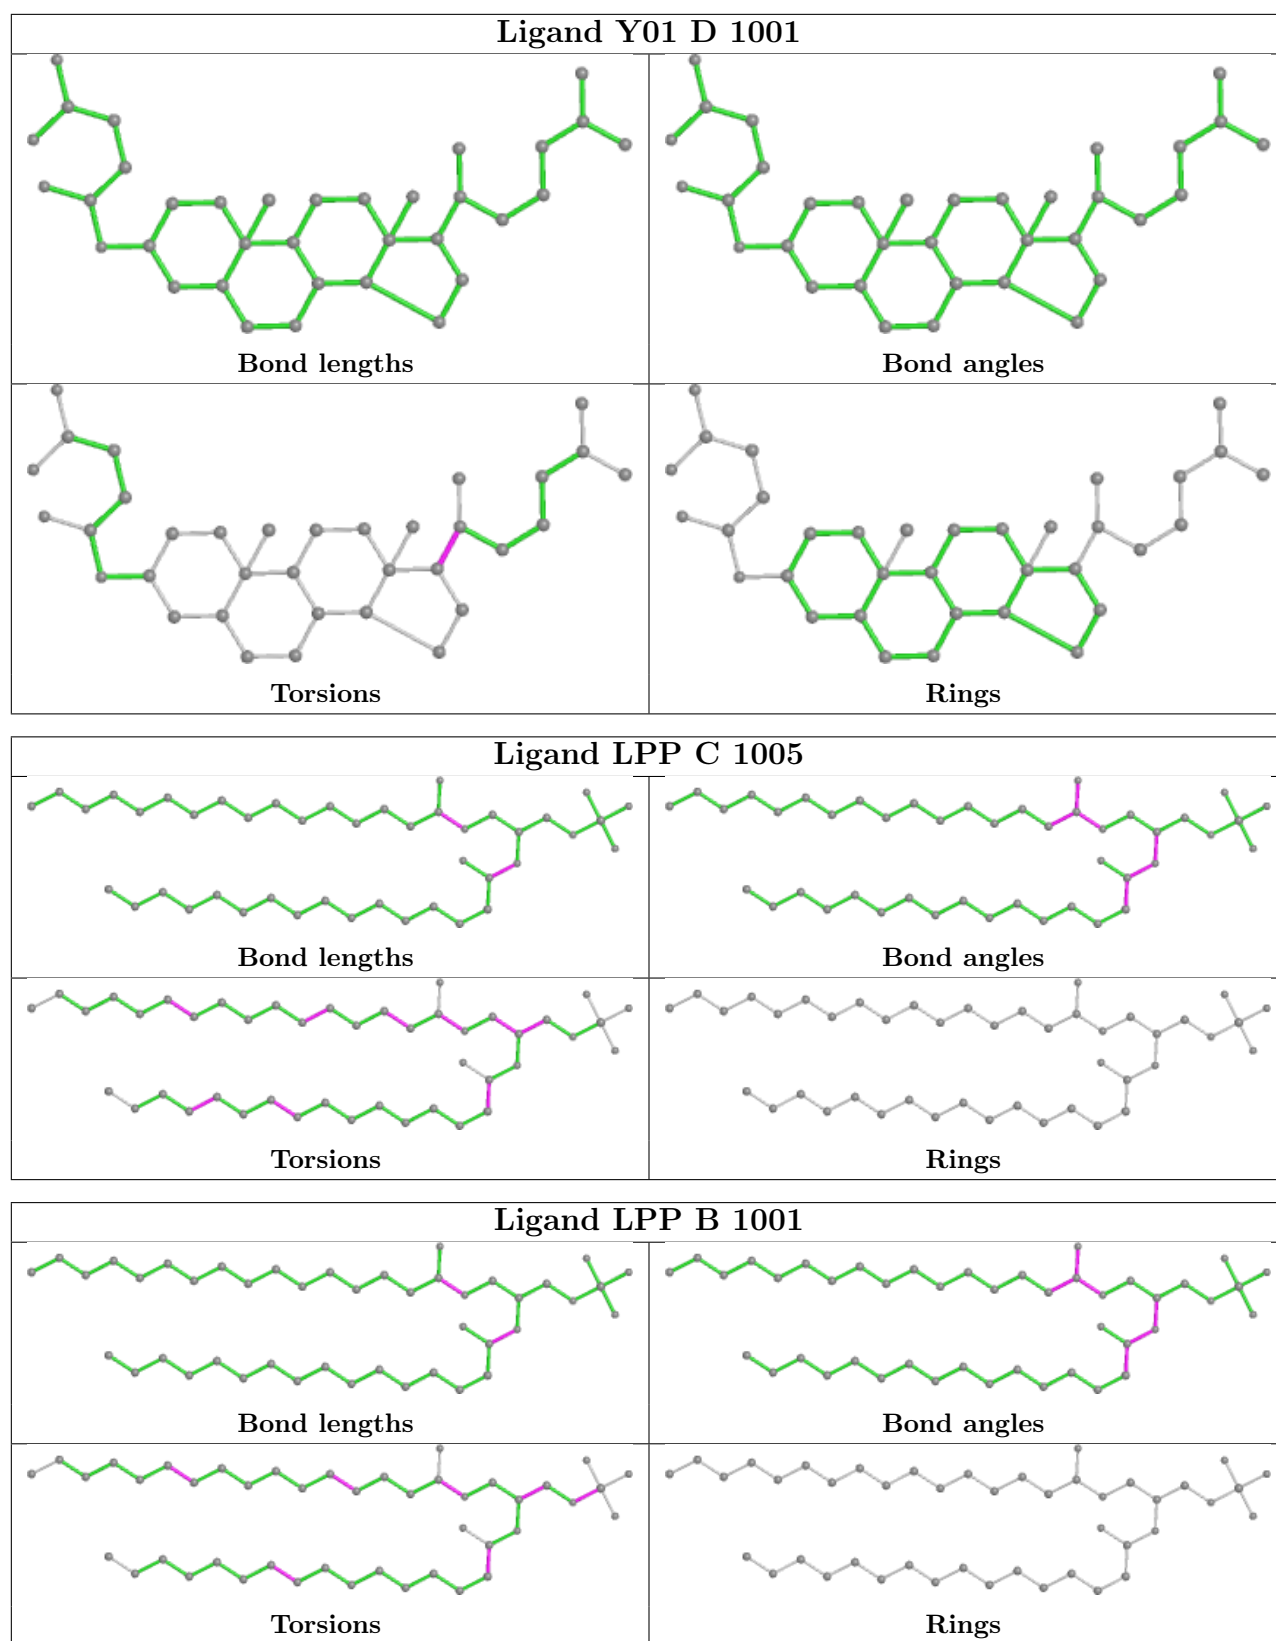 Ligand Y01 D 1001
Bond lengths
Bond angles
Torsions
Rings
Ligand LPP C 1005
Bond lengths
Bond angles
Torsions
Rings
Ligand LPP B 1001
Bond lengths
Bond angles
Torsions
Rings